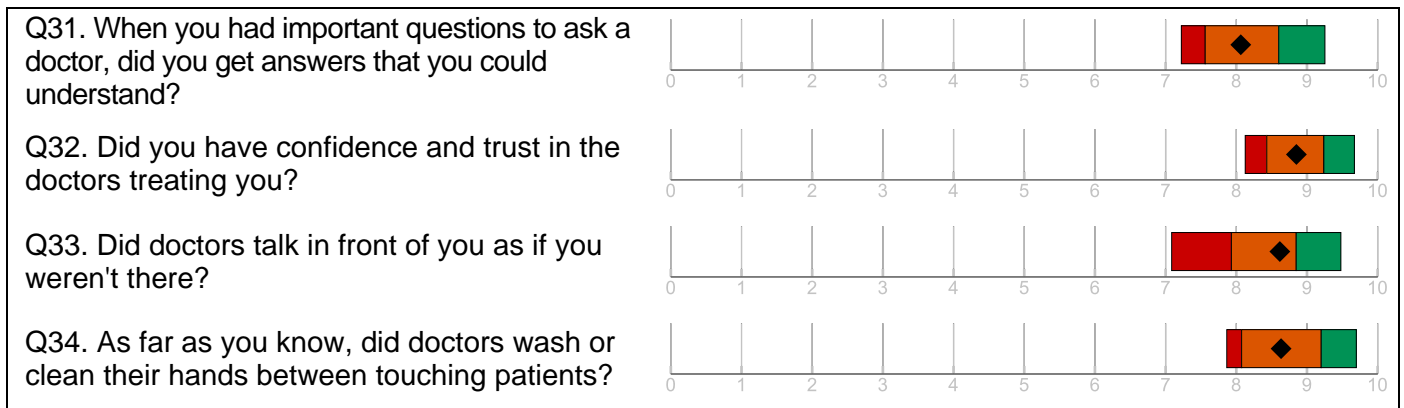 Q31. When you had important questions to ask a
doctor, did you get answers that you could
understand?
0 1 2 3 4 5 6 7 8 9 10
Q32. Did you have confidence and trust in the
doctors treating you?
0 1 2 3 4 5 6 7 8 9 10
Q33. Did doctors talk in front of you as if you
weren't there?
0 1 2 3 4 5 6 7 8 9 10
Q34. As far as you know, did doctors wash or
clean their hands between touching patients?
0 1 2 3 4 5 6 7 8 9 10